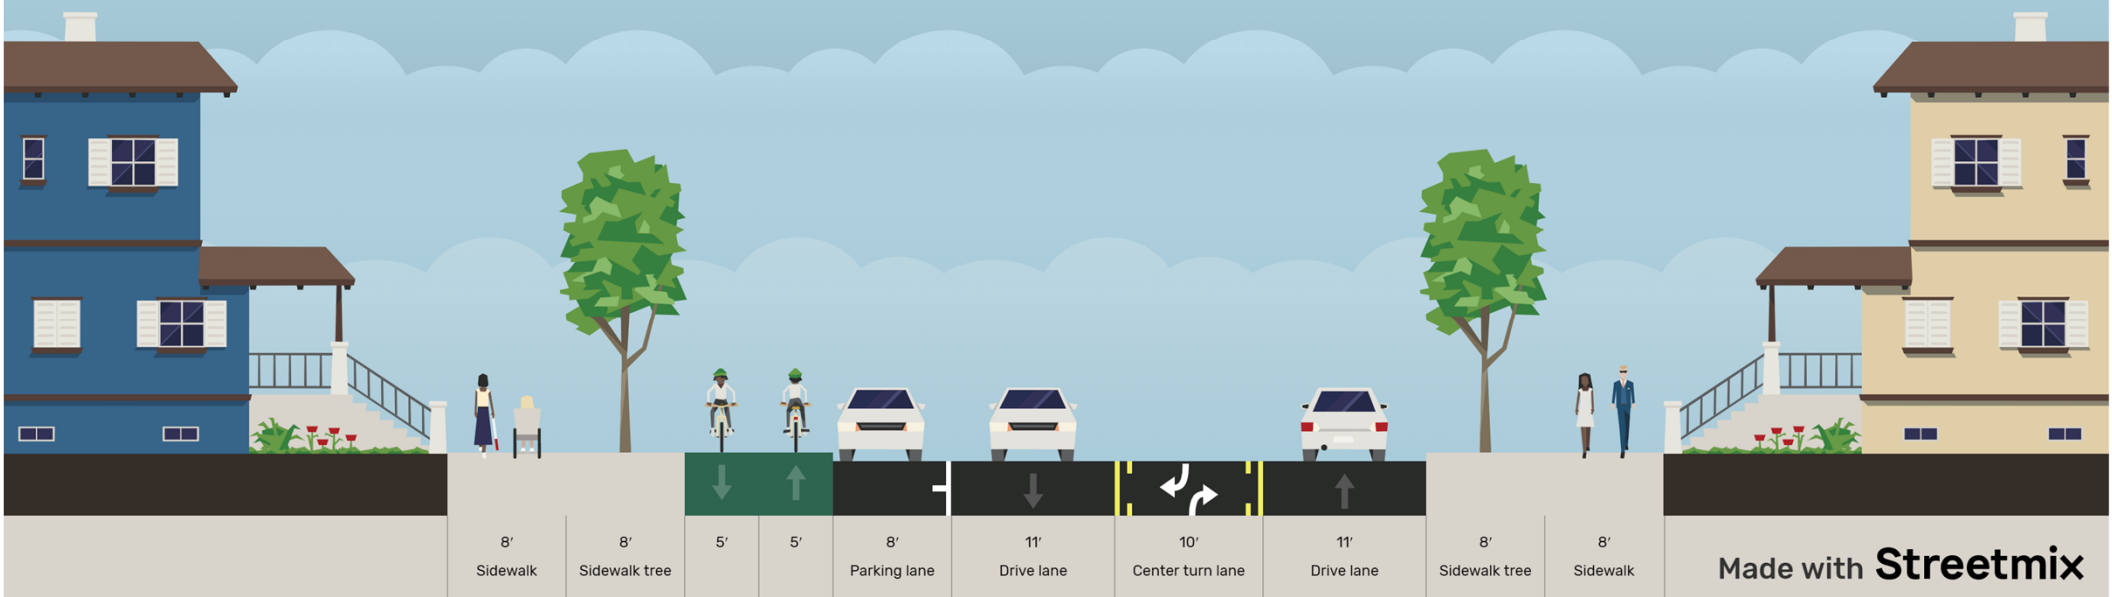 8′
Sidewalk
8′
Sidewalk tree
5′
5′
8′
Parking lane
11′
Drive lane
10′
Center turn lane
11′
Drive lane
8′
Sidewalk tree
8′
Sidewalk
Made with Streetmix